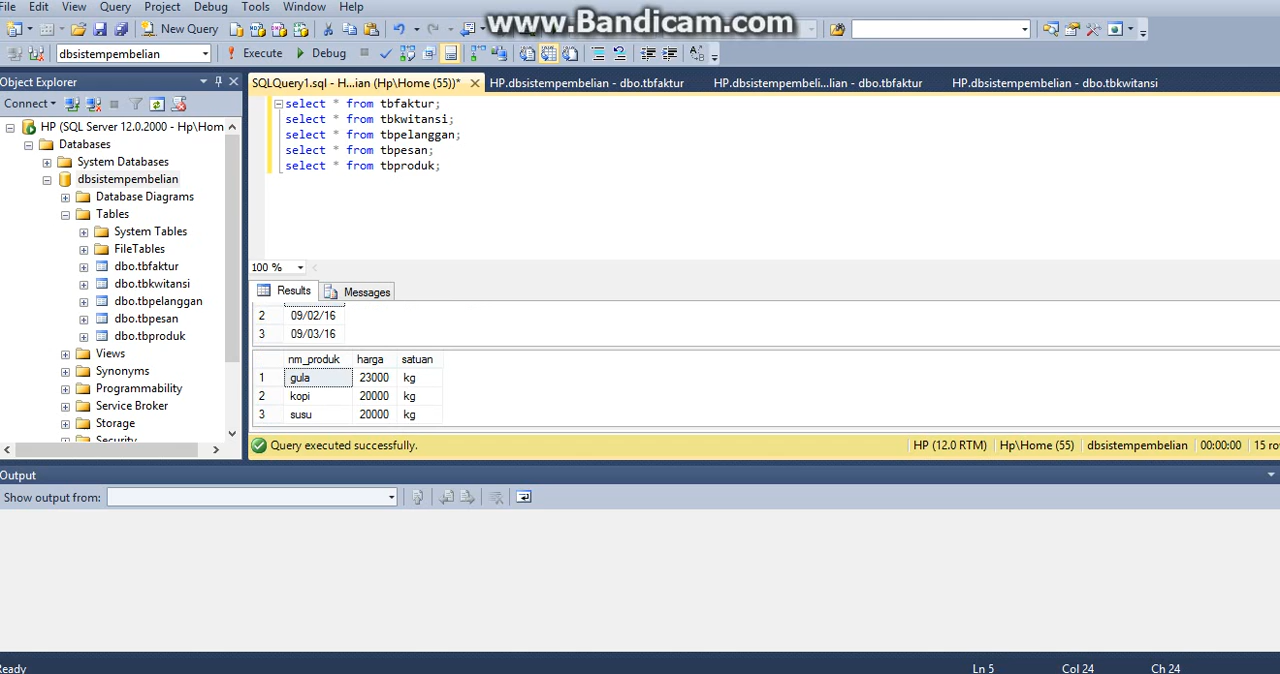 www.Bandicam.com
File Edit View Query Project Debug Tools Window Help
New Query
dbsistempembelian Execute Debug
Object Explorer
SQLQuery1.sql - H...ian (Hp\Home (55))* HP.dbsistempembelian - dbo.tbfaktur HP.dbsistempembeli...lian - dbo.tbfaktur HP.dbsistempembelian - dbo.tbkwitansi
Connect
HP (SQL Server 12.0.2000 - Hp\Hom
Databases
System Databases
dbsistempembelian
Database Diagrams
Tables
System Tables
FileTables
dbo.tbfaktur
dbo.tbkwitansi
dbo.tbpelanggan
dbo.tbpesan
dbo.tbproduk
Views
Synonyms
Programmability
Service Broker
Storage
Security
select * from tbfaktur;
select * from tbkwitansi;
select * from tbpelanggan;
select * from tbpesan;
select * from tbproduk;
100 %
Results Messages
2 09/02/16
3 09/03/16
nm_produk harga satuan
1 gula 23000 kg
2 kopi 20000 kg
3 susu 20000 kg
Query executed successfully. HP (12.0 RTM) Hp\Home (55) dbsistempembelian 00:00:00 15 ro
Output
Show output from:
Ready Ln 5 Col 24 Ch 24